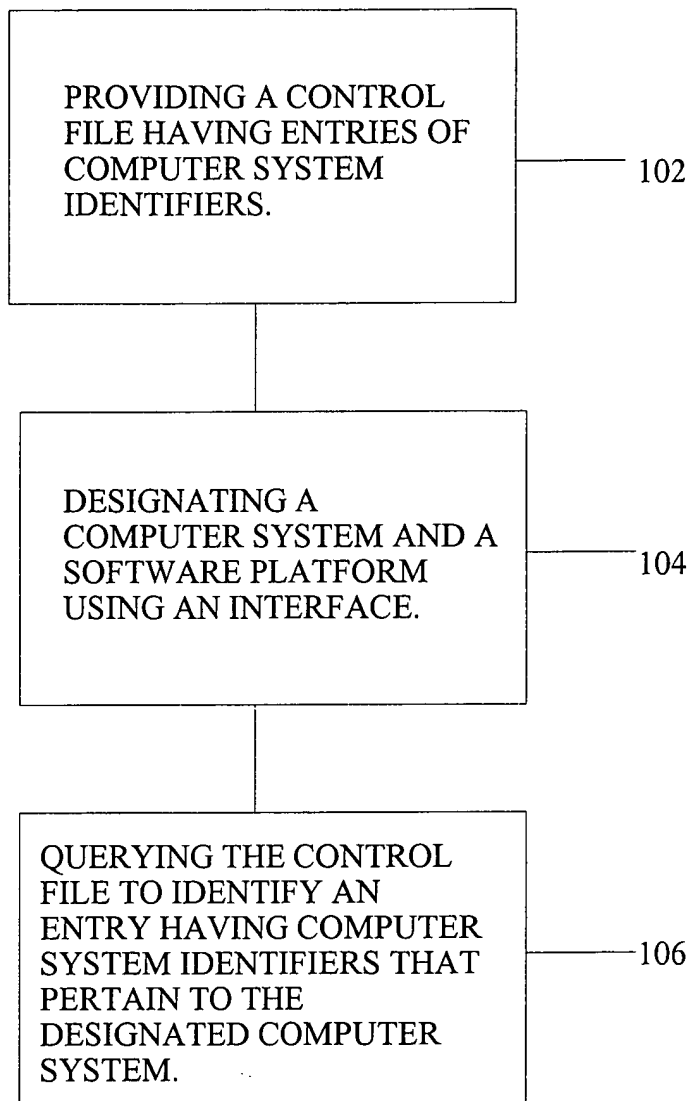 PROVIDING A CONTROL
FILE HAVING ENTRIES OF
COMPUTER SYSTEM
IDENTIFIERS.
102
DESIGNATING A
COMPUTER SYSTEM AND A
SOFTWARE PLATFORM
USING AN INTERFACE.
104
QUERYING THE CONTROL
FILE TO IDENTIFY AN
ENTRY HAVING COMPUTER
SYSTEM IDENTIFIERS THAT
PERTAIN TO THE
DESIGNATED COMPUTER
SYSTEM.
106